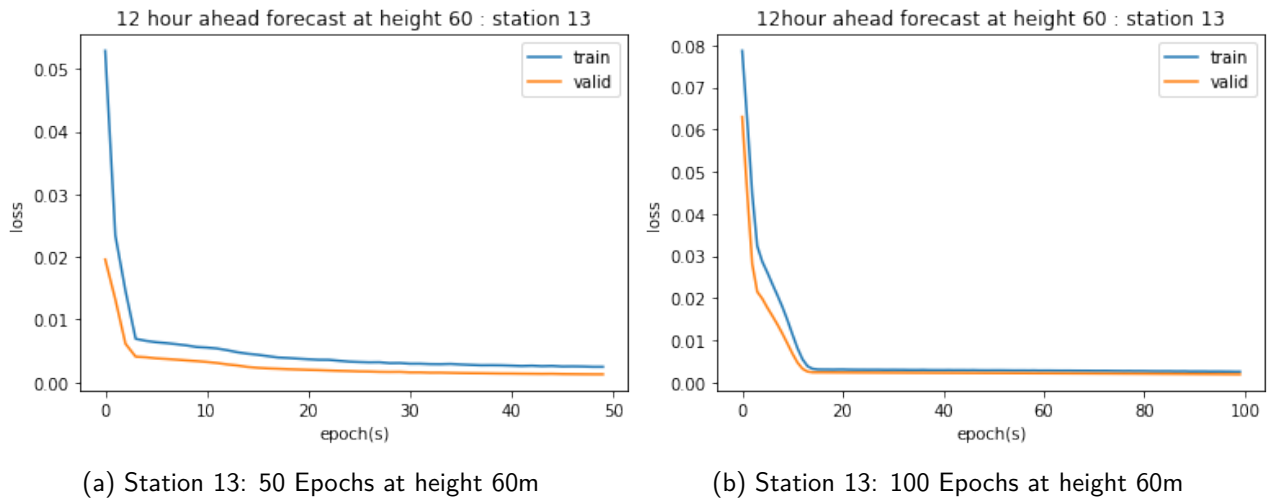 12 hour ahead forecast at height 60 : station 13
train
valid
0.05
0.04
0.03
0.02
0.01
0.00
loss
0 10 20 30 40 50
epoch(s)
(a) Station 13: 50 Epochs at height 60m
12hour ahead forecast at height 60 : station 13
train
valid
0.08
0.07
0.06
0.05
0.04
0.03
0.02
0.01
0.00
loss
0 20 40 60 80 100
epoch(s)
(b) Station 13: 100 Epochs at height 60m